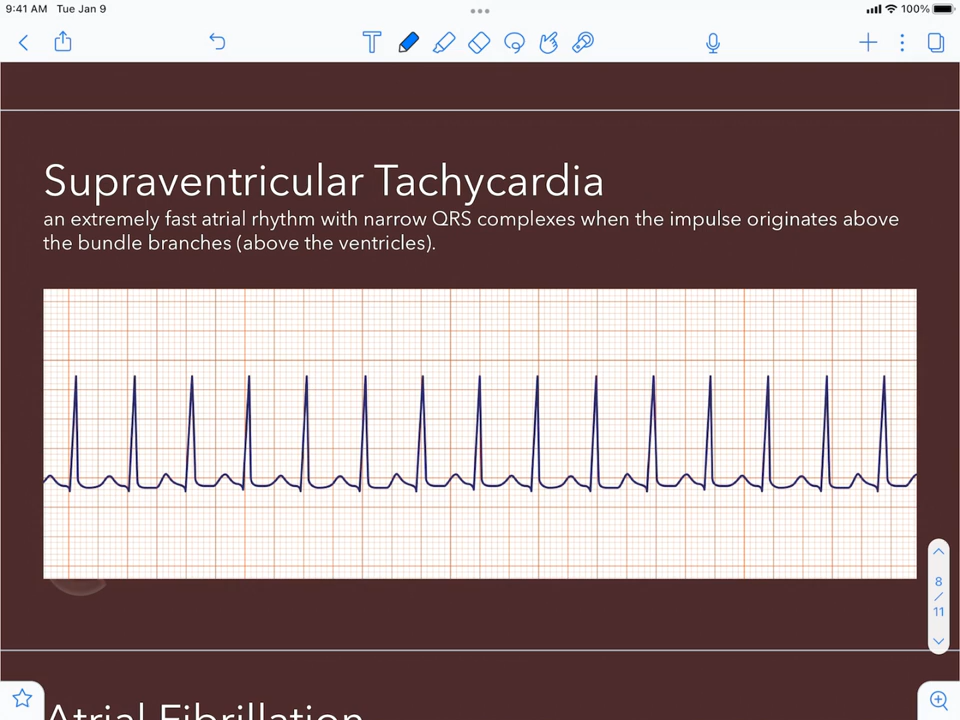 9:41 AM Tue Jan 9
100%
Supraventricular Tachycardia
an extremely fast atrial rhythm with narrow QRS complexes when the impulse originates above
the bundle branches (above the ventricles).
8
/
11
Atrial Fibrillation